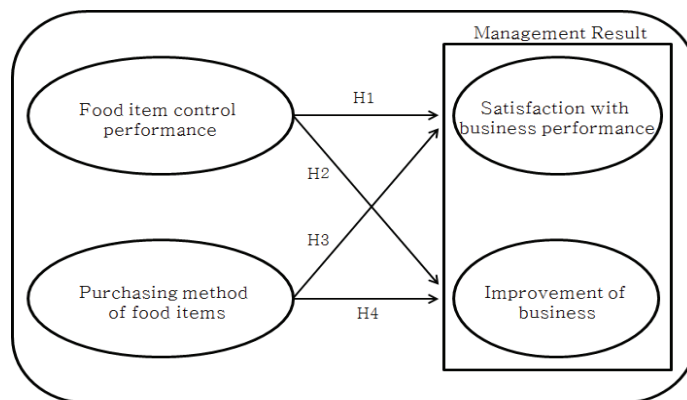 Management Result
Food item control
performance
H1
Satisfaction with
business performance
H2
H3
Purchasing method
of food items
H4
Improvement of
business